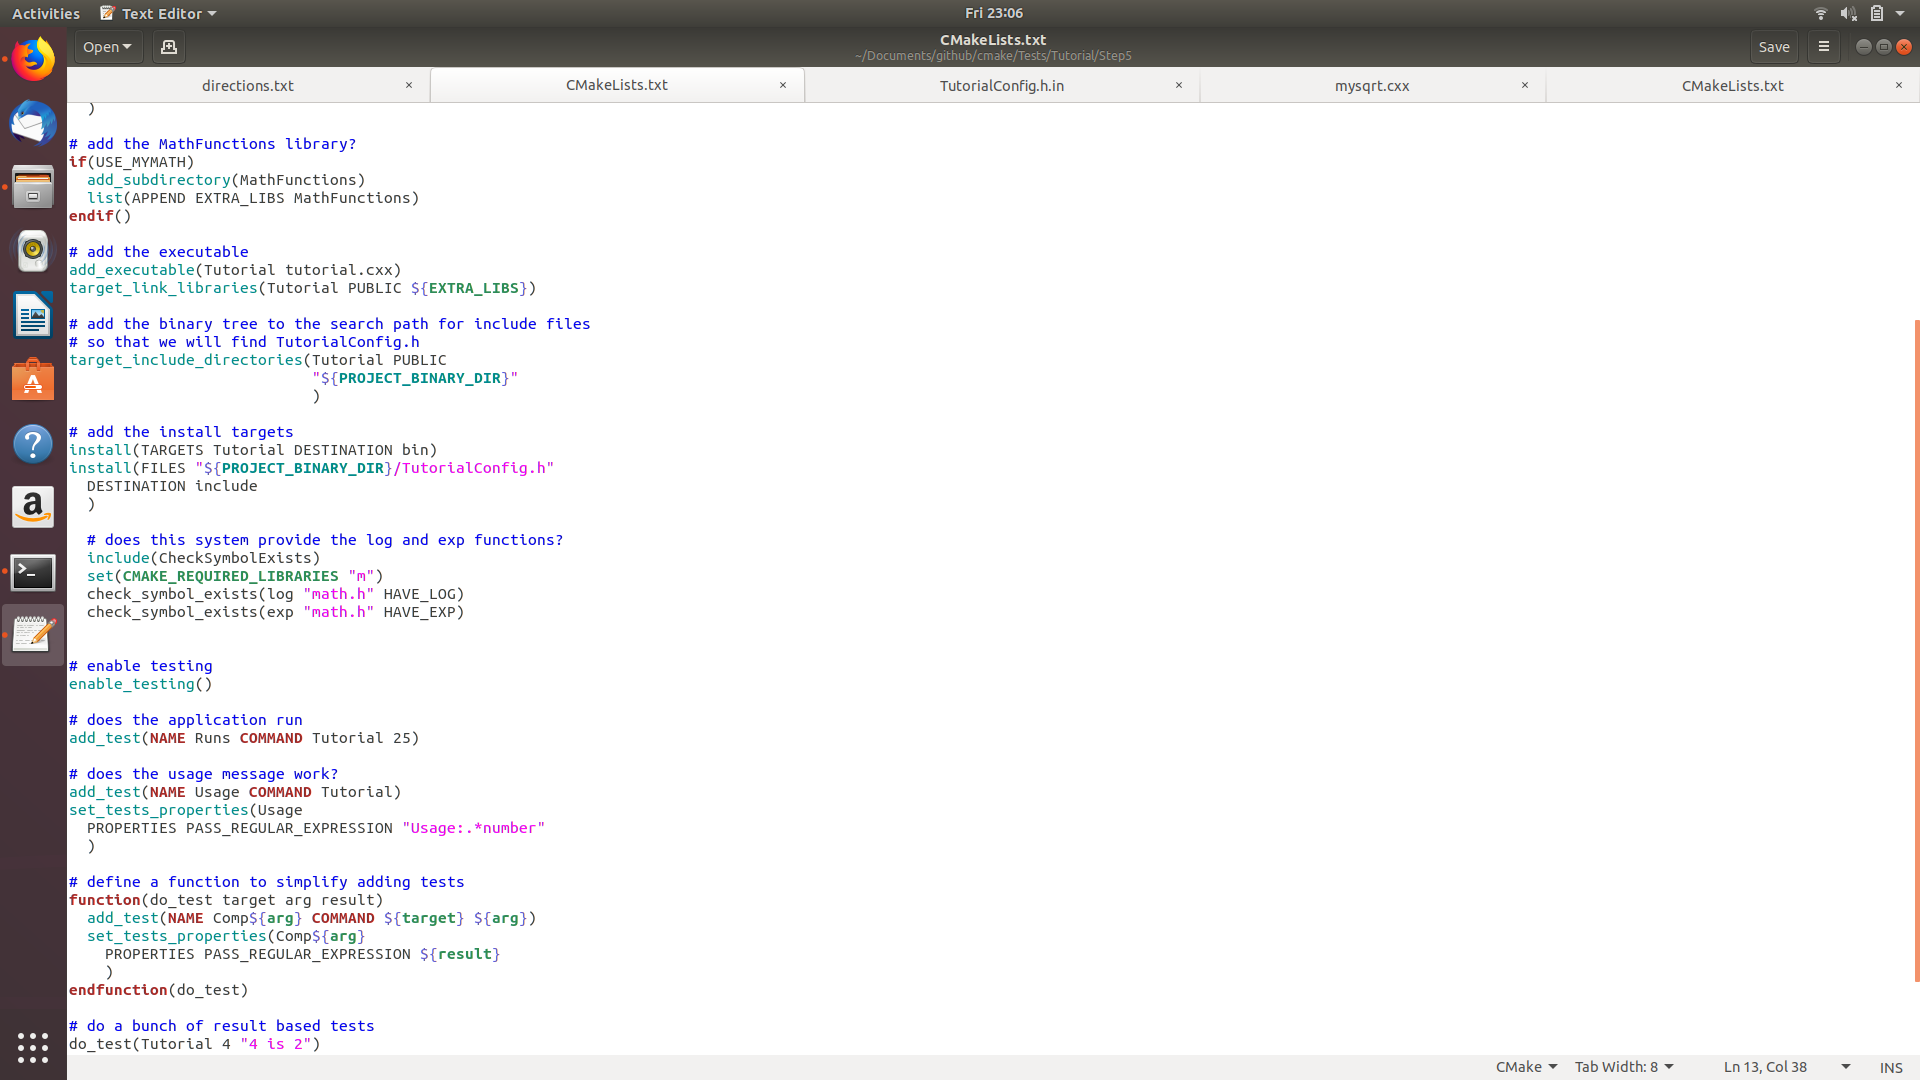 Activities Text Editor Fri 23:06
Open CMakeLists.txt Save
~/Documents/github/cmake/Tests/Tutorial/Step5
directions.txt × CMakeLists.txt × TutorialConfig.h.in × mysqrt.cxx × CMakeLists.txt ×
  )
# add the MathFunctions library?
if(USE_MYMATH)
  add_subdirectory(MathFunctions)
  list(APPEND EXTRA_LIBS MathFunctions)
endif()
# add the executable
add_executable(Tutorial tutorial.cxx)
target_link_libraries(Tutorial PUBLIC ${EXTRA_LIBS})
# add the binary tree to the search path for include files
# so that we will find TutorialConfig.h
target_include_directories(Tutorial PUBLIC
                           "${PROJECT_BINARY_DIR}"
                           )
# add the install targets
install(TARGETS Tutorial DESTINATION bin)
install(FILES "${PROJECT_BINARY_DIR}/TutorialConfig.h"
  DESTINATION include
  )
  # does this system provide the log and exp functions?
  include(CheckSymbolExists)
  set(CMAKE_REQUIRED_LIBRARIES "m")
  check_symbol_exists(log "math.h" HAVE_LOG)
  check_symbol_exists(exp "math.h" HAVE_EXP)
# enable testing
enable_testing()
# does the application run
add_test(NAME Runs COMMAND Tutorial 25)
# does the usage message work?
add_test(NAME Usage COMMAND Tutorial)
set_tests_properties(Usage
  PROPERTIES PASS_REGULAR_EXPRESSION "Usage:.*number"
  )
# define a function to simplify adding tests
function(do_test target arg result)
  add_test(NAME Comp${arg} COMMAND ${target} ${arg})
  set_tests_properties(Comp${arg}
    PROPERTIES PASS_REGULAR_EXPRESSION ${result}
    )
endfunction(do_test)
# do a bunch of result based tests
do_test(Tutorial 4 "4 is 2")
CMake Tab Width: 8 Ln 13, Col 38 INS